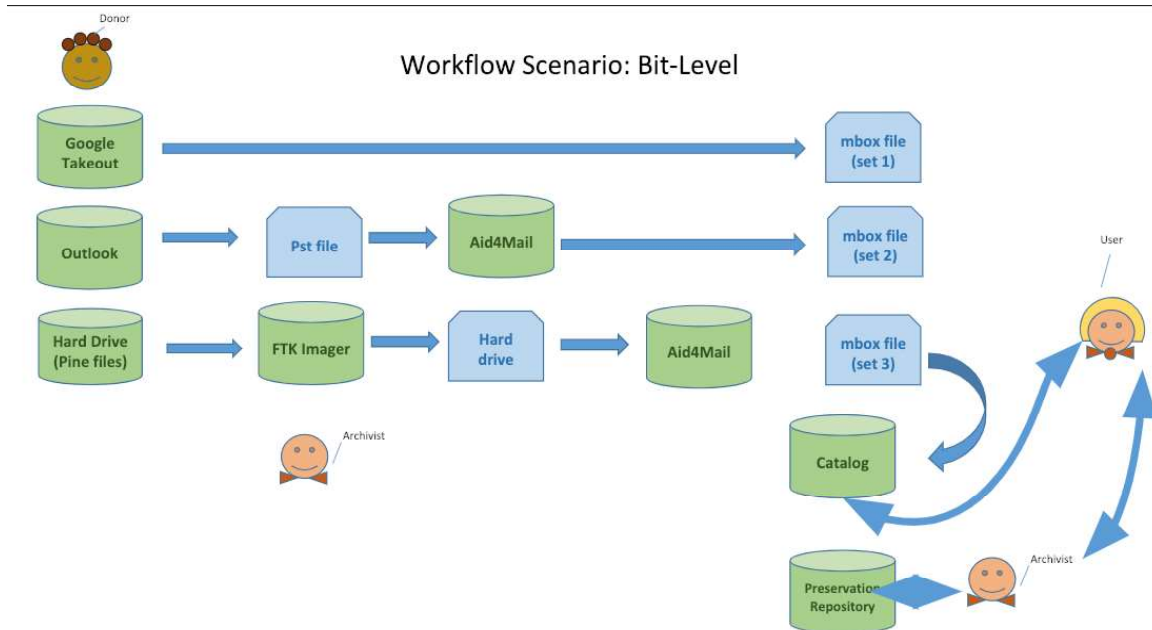 Donor
Workflow Scenario: Bit-Level
Google
Takeout
mbox file
(set 1)
Outlook
Pst file
Aid4Mail
mbox file
(set 2)
User
Hard Drive
(Pine files)
FTK Imager
Hard
drive
Aid4Mail
mbox file
(set 3)
Archivist
Catalog
Preservation
Repository
Archivist